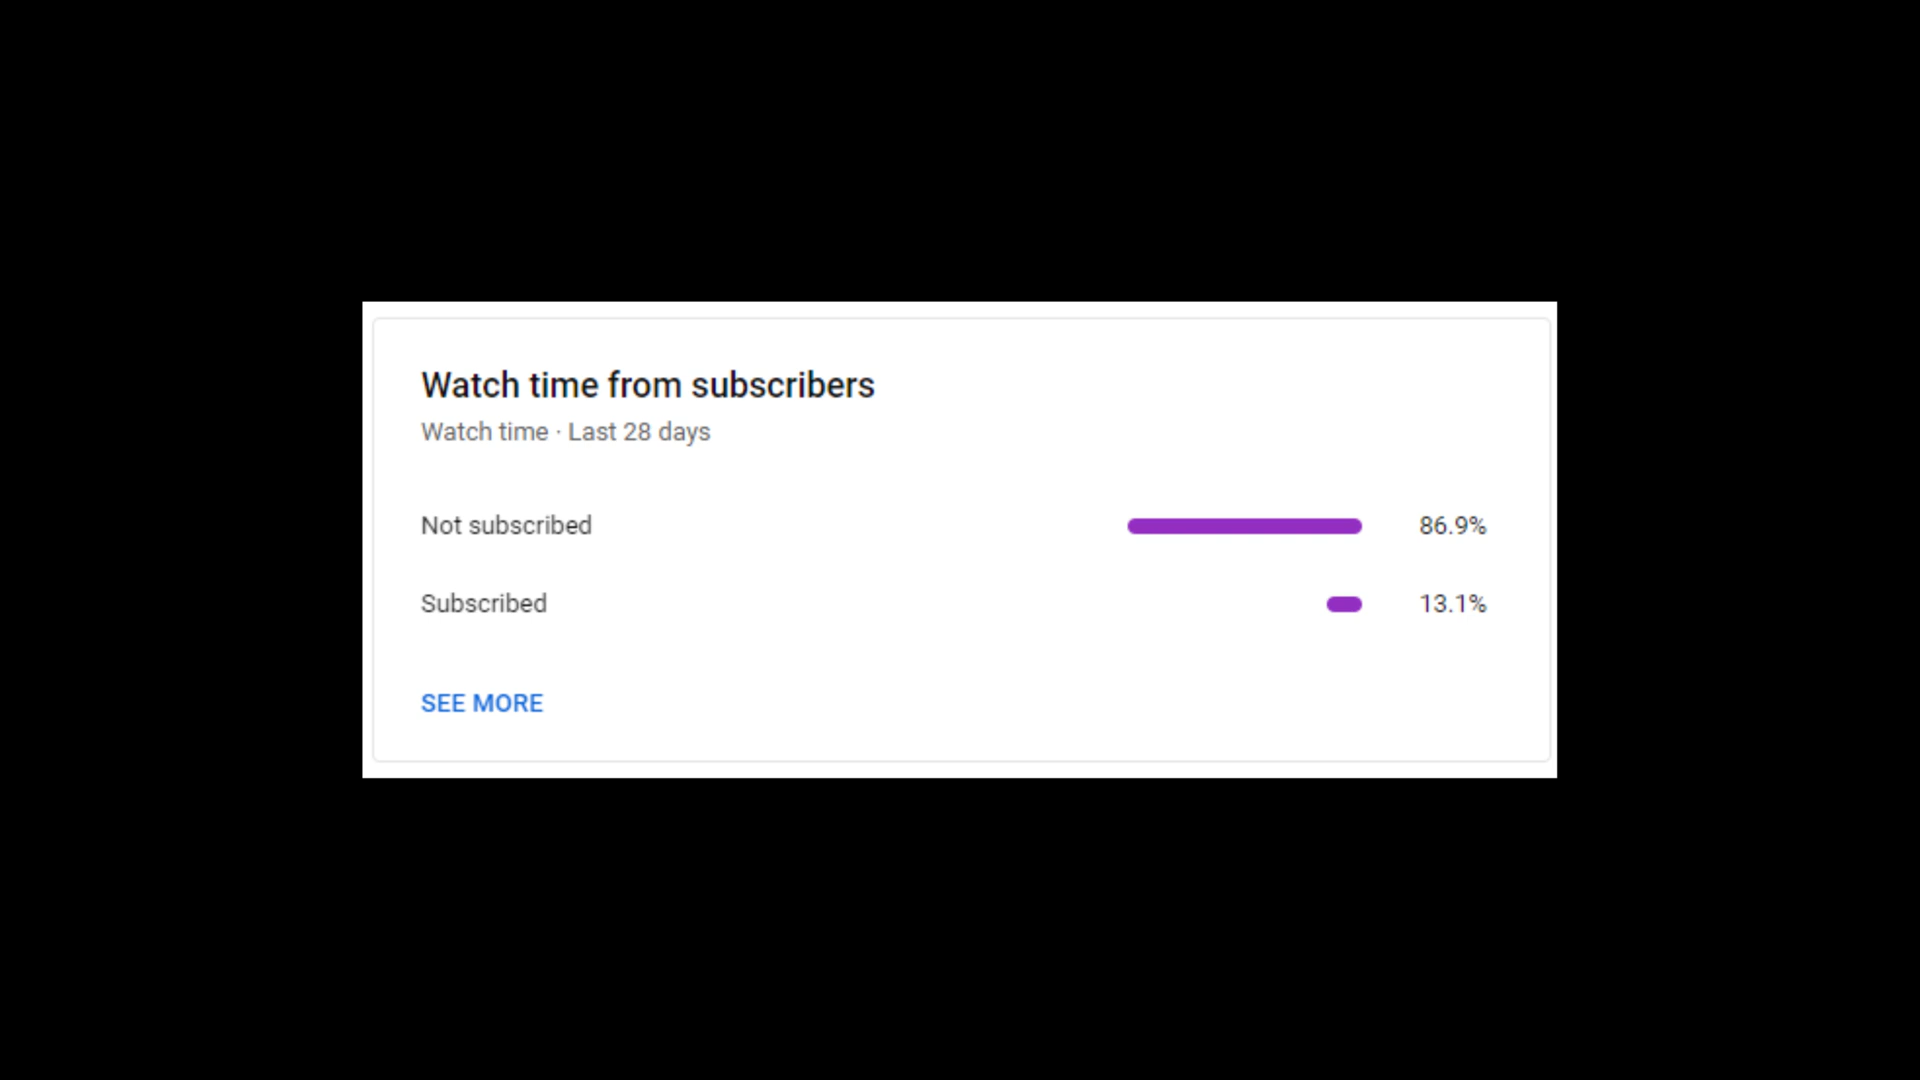 Watch time from subscribers
Watch time · Last 28 days
Not subscribed 86.9%
Subscribed 13.1%
SEE MORE